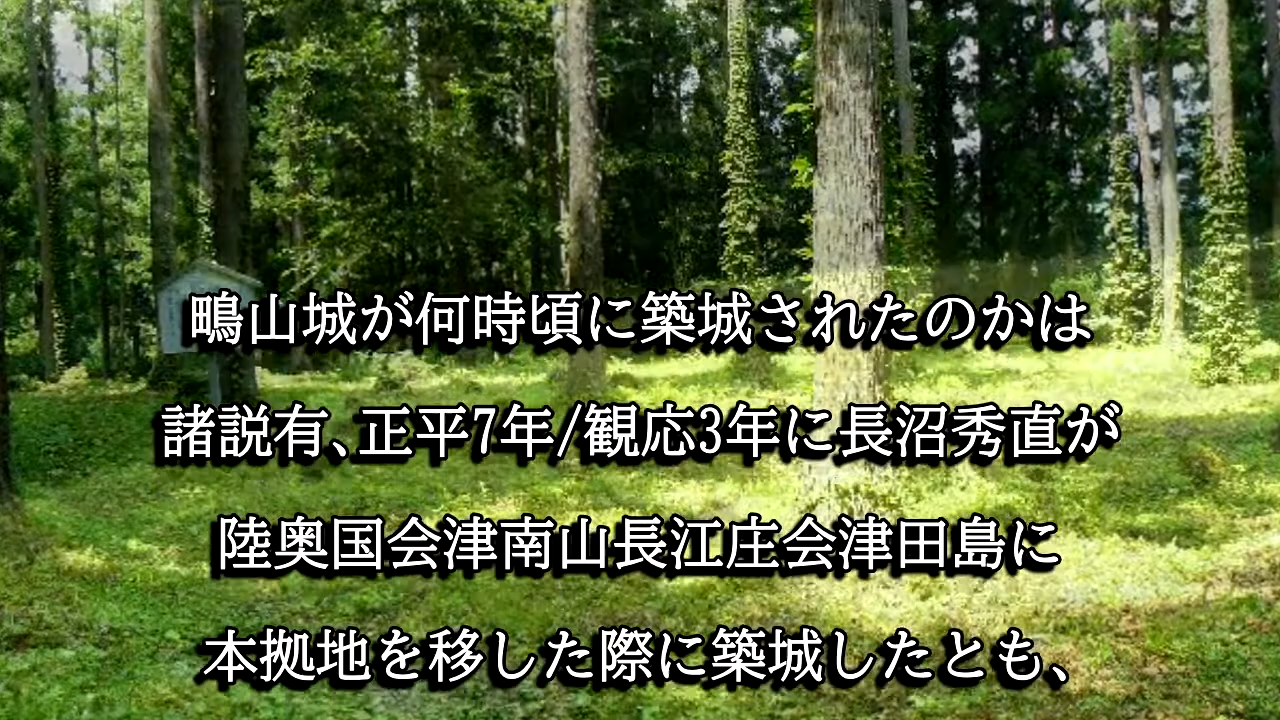 鴫山城が何時頃に築城されたのかは
諸説有､正平7年/観応3年に長沼秀直が
陸奥国会津南山長江庄会津田島に
本拠地を移した際に築城したとも、